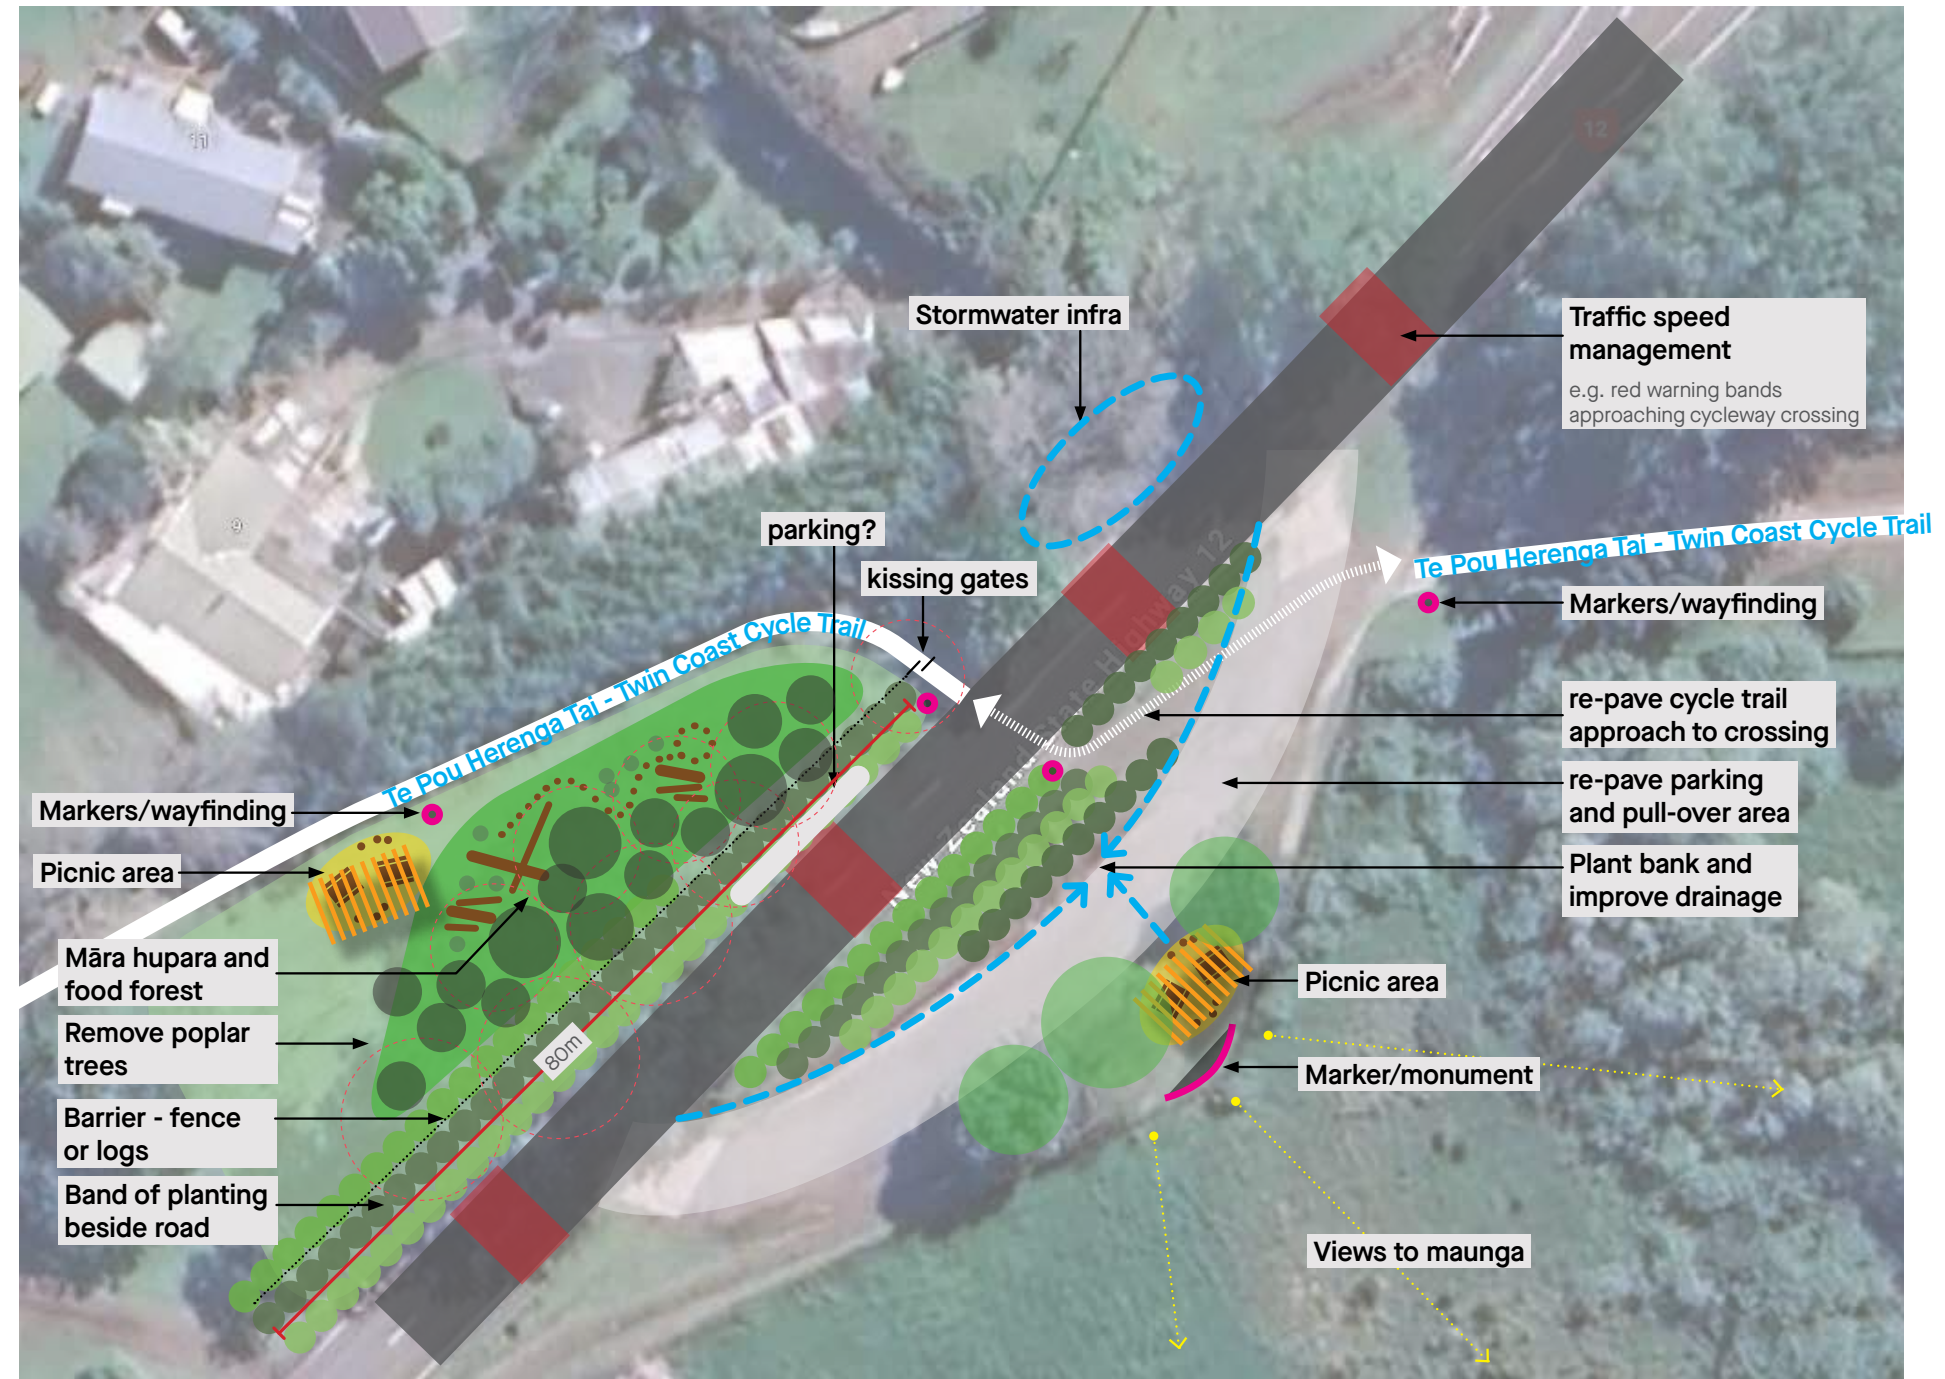 11
12
Stormwater infra
Traffic speed
management
e.g. red warning bands
approaching cycleway crossing
parking?
9
kissing gates
Te Pou Herenga Tai - Twin Coast Cycle Trail
New Zealand State Highway 12
Markers/wayfinding
Te Pou Herenga Tai - Twin Coast Cycle Trail
re-pave cycle trail
approach to crossing
re-pave parking
and pull-over area
Markers/wayfinding
Picnic area
Plant bank and
improve drainage
Māra hupara and
food forest
Picnic area
Remove poplar
trees
80m
Marker/monument
Barrier - fence
or logs
Band of planting
beside road
Views to maunga